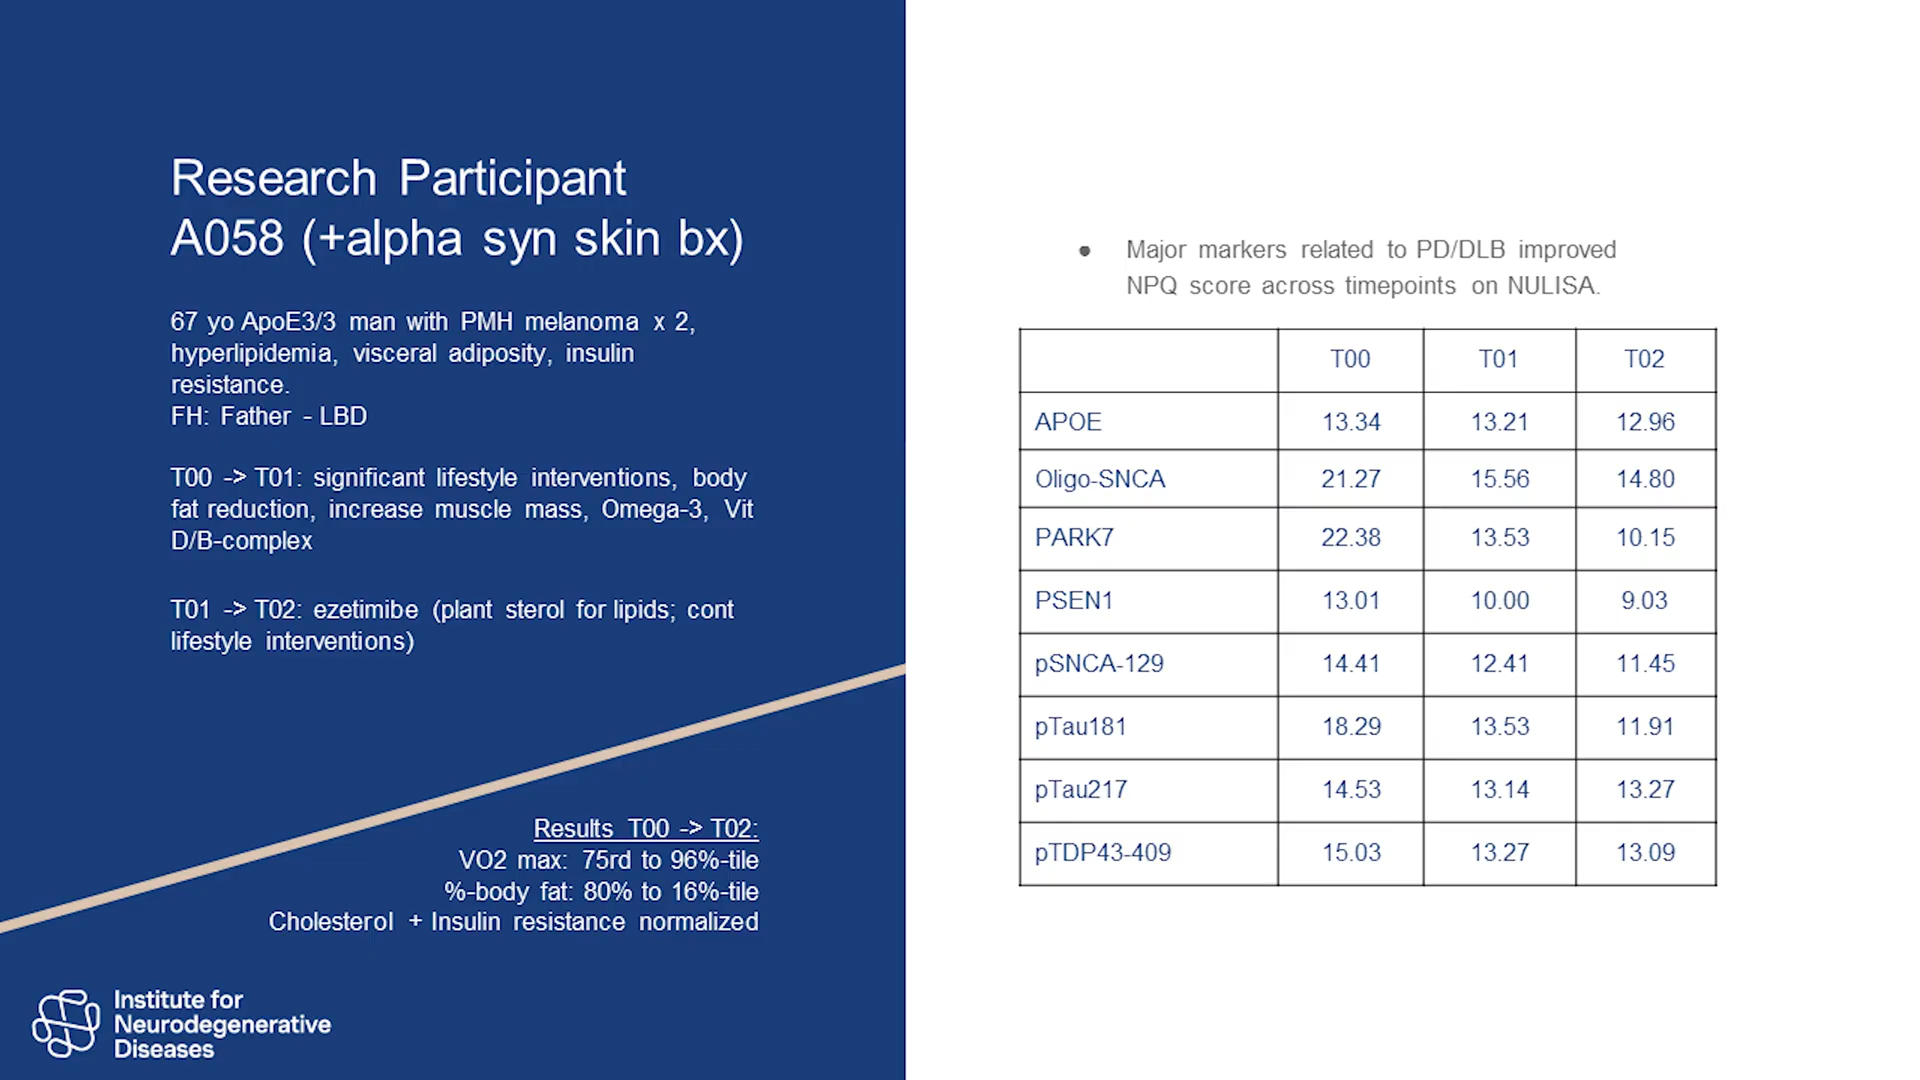 Research Participant
A058 (+alpha syn skin bx)
67 yo ApoE3/3 man with PMH melanoma x 2,
hyperlipidemia, visceral adiposity, insulin
resistance.
FH: Father - LBD
T00 -> T01: significant lifestyle interventions, body
fat reduction, increase muscle mass, Omega-3, Vit
D/B-complex
T01 -> T02: ezetimibe (plant sterol for lipids; cont
lifestyle interventions)
Results T00 -> T02:
VO2 max: 75rd to 96%-tile
%-body fat: 80% to 16%-tile
Cholesterol + Insulin resistance normalized
Institute for
Neurodegenerative
Diseases
● Major markers related to PD/DLB improved
NPQ score across timepoints on NULISA.
T00 T01 T02
APOE 13.34 13.21 12.96
Oligo-SNCA 21.27 15.56 14.80
PARK7 22.38 13.53 10.15
PSEN1 13.01 10.00 9.03
pSNCA-129 14.41 12.41 11.45
pTau181 18.29 13.53 11.91
pTau217 14.53 13.14 13.27
pTDP43-409 15.03 13.27 13.09